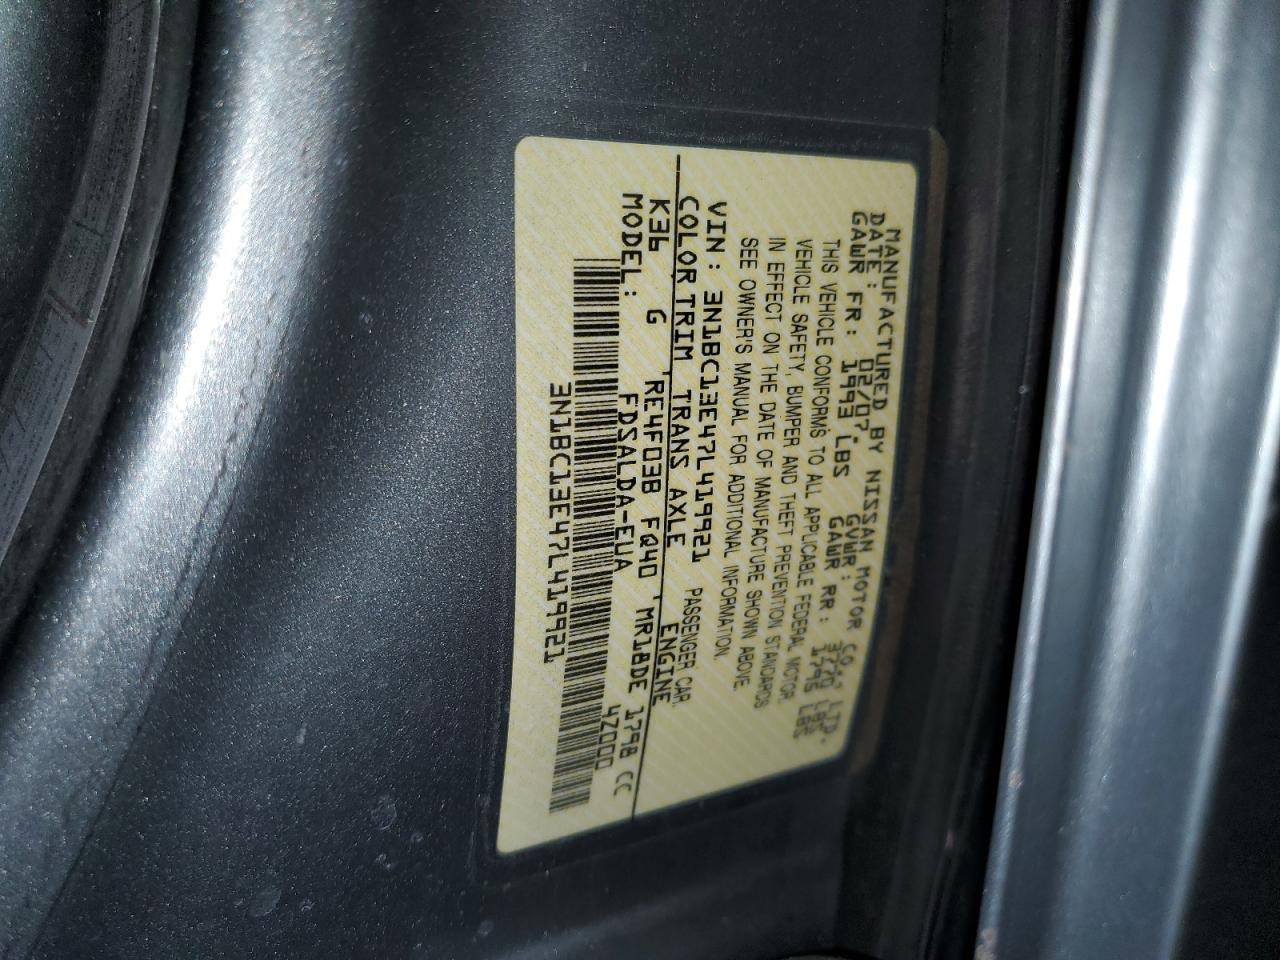 MANUFACTURED BY NISSAN MOTOR CO., LTD.
DATE: 02/07. GVWR: 3720 LBS
GAWR FR: 1993 LBS GAWR RR: 1795 LBS
THIS VEHICLE CONFORMS TO ALL APPLICABLE FEDERAL MOTOR
VEHICLE SAFETY, BUMPER AND THEFT PREVENTION STANDARDS
IN EFFECT ON THE DATE OF MANUFACTURE SHOWN ABOVE.
SEE OWNER'S MANUAL FOR ADDITIONAL INFORMATION.
VIN: 3N1BC13E47L419921 PASSENGER CAR.
COLOR TRIM TRANS AXLE ENGINE
K36 G RE4F03B FQ40 MR18DE 1798 CC
MODEL: FDSALDA-EUA 4Z000
3N1BC13E47L419921